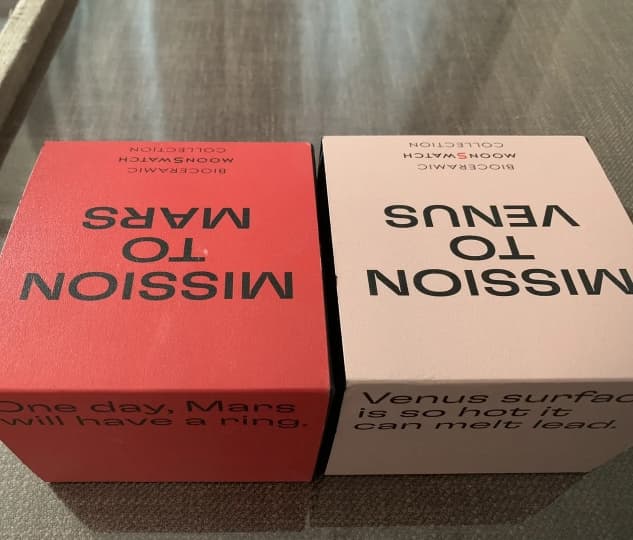 MISSION
TO
MARS
BIOCERAMIC
MOONSWATCH
COLLECTION
One day, Mars
will have a ring.
MISSION
TO
VENUS
BIOCERAMIC
MOONSWATCH
COLLECTION
Venus surfac
is so hot it
can melt lead.